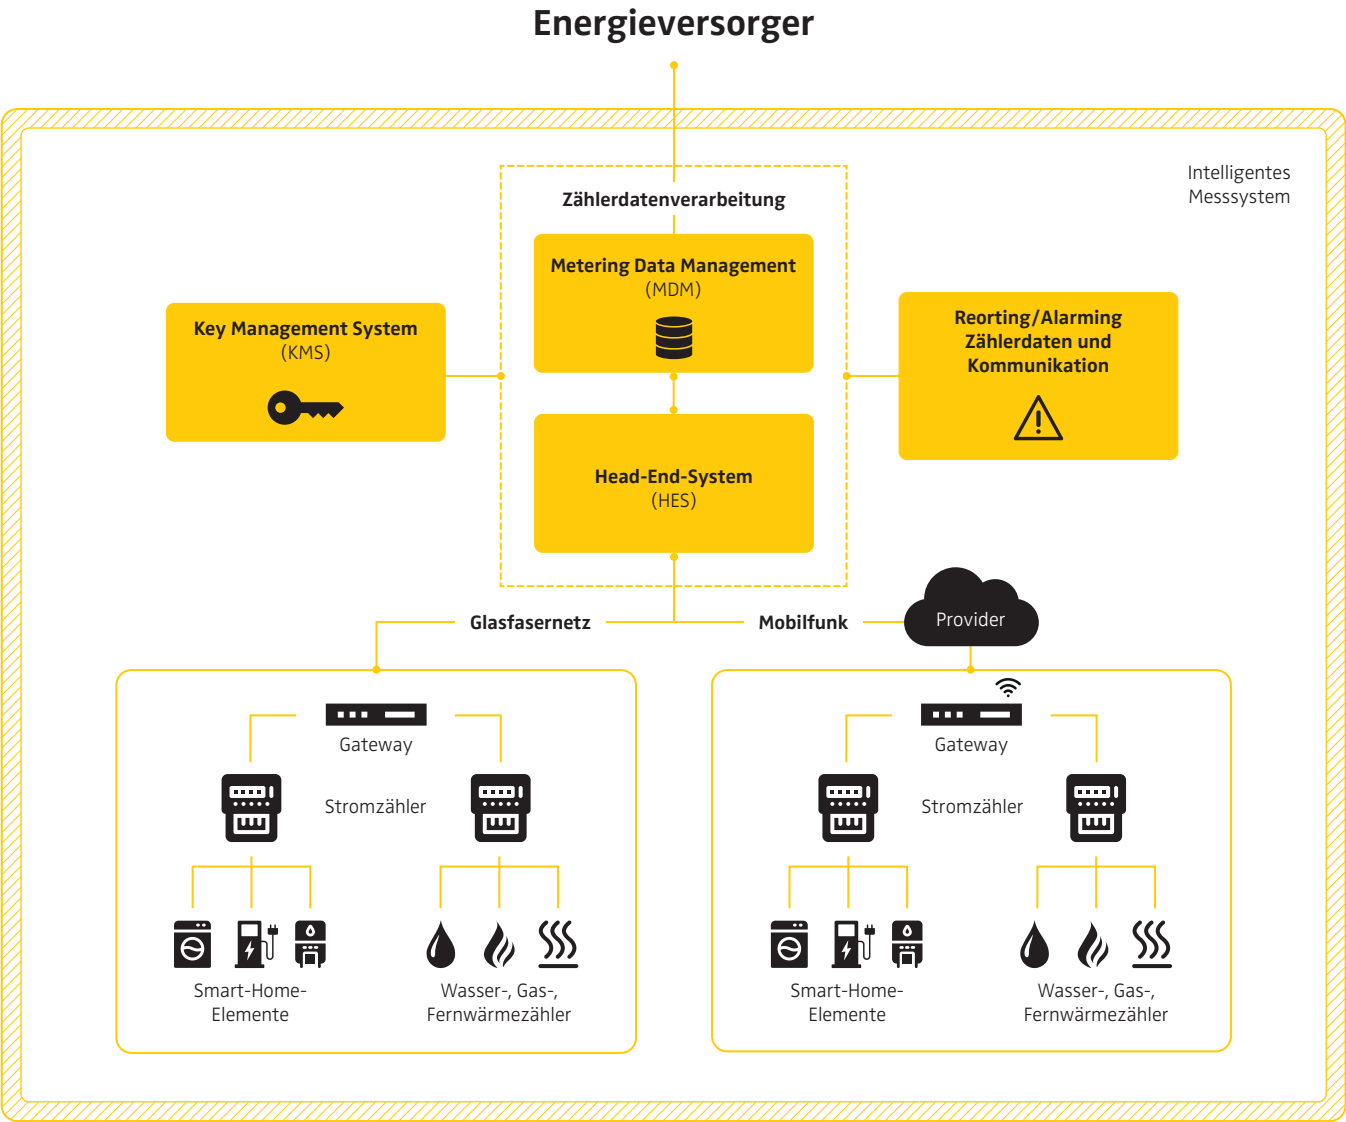 Energieversorger
Intelligentes
Messsystem
Zählerdatenverarbeitung
Metering Data Management
(MDM)
Key Management System
(KMS)
Reorting/Alarming
Zählerdaten und
Kommunikation
Head-End-System
(HES)
Glasfasernetz
Mobilfunk
Provider
Gateway
Stromzähler
Smart-Home-
Elemente
Wasser-, Gas-,
Fernwärmezähler
Gateway
Stromzähler
Smart-Home-
Elemente
Wasser-, Gas-,
Fernwärmezähler